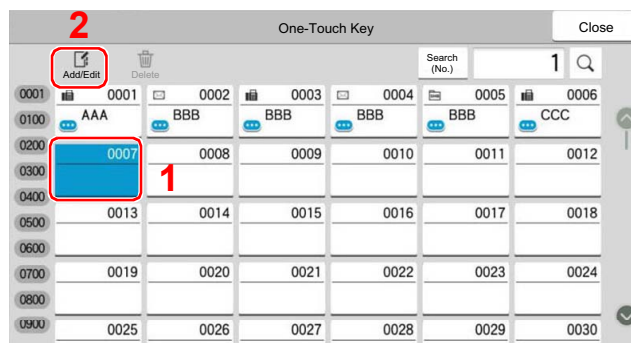 2
One-Touch Key
Close
Add/Edit
Delete
Search
(No.)
1
0001
0001 0002 0003 0004 0005 0006
0100
AAA BBB BBB BBB BBB CCC
0200
0007 0008 0009 0010 0011 0012
0300
1
0400
0013 0014 0015 0016 0017 0018
0500
0600
0700
0019 0020 0021 0022 0023 0024
0800
0900
0025 0026 0027 0028 0029 0030